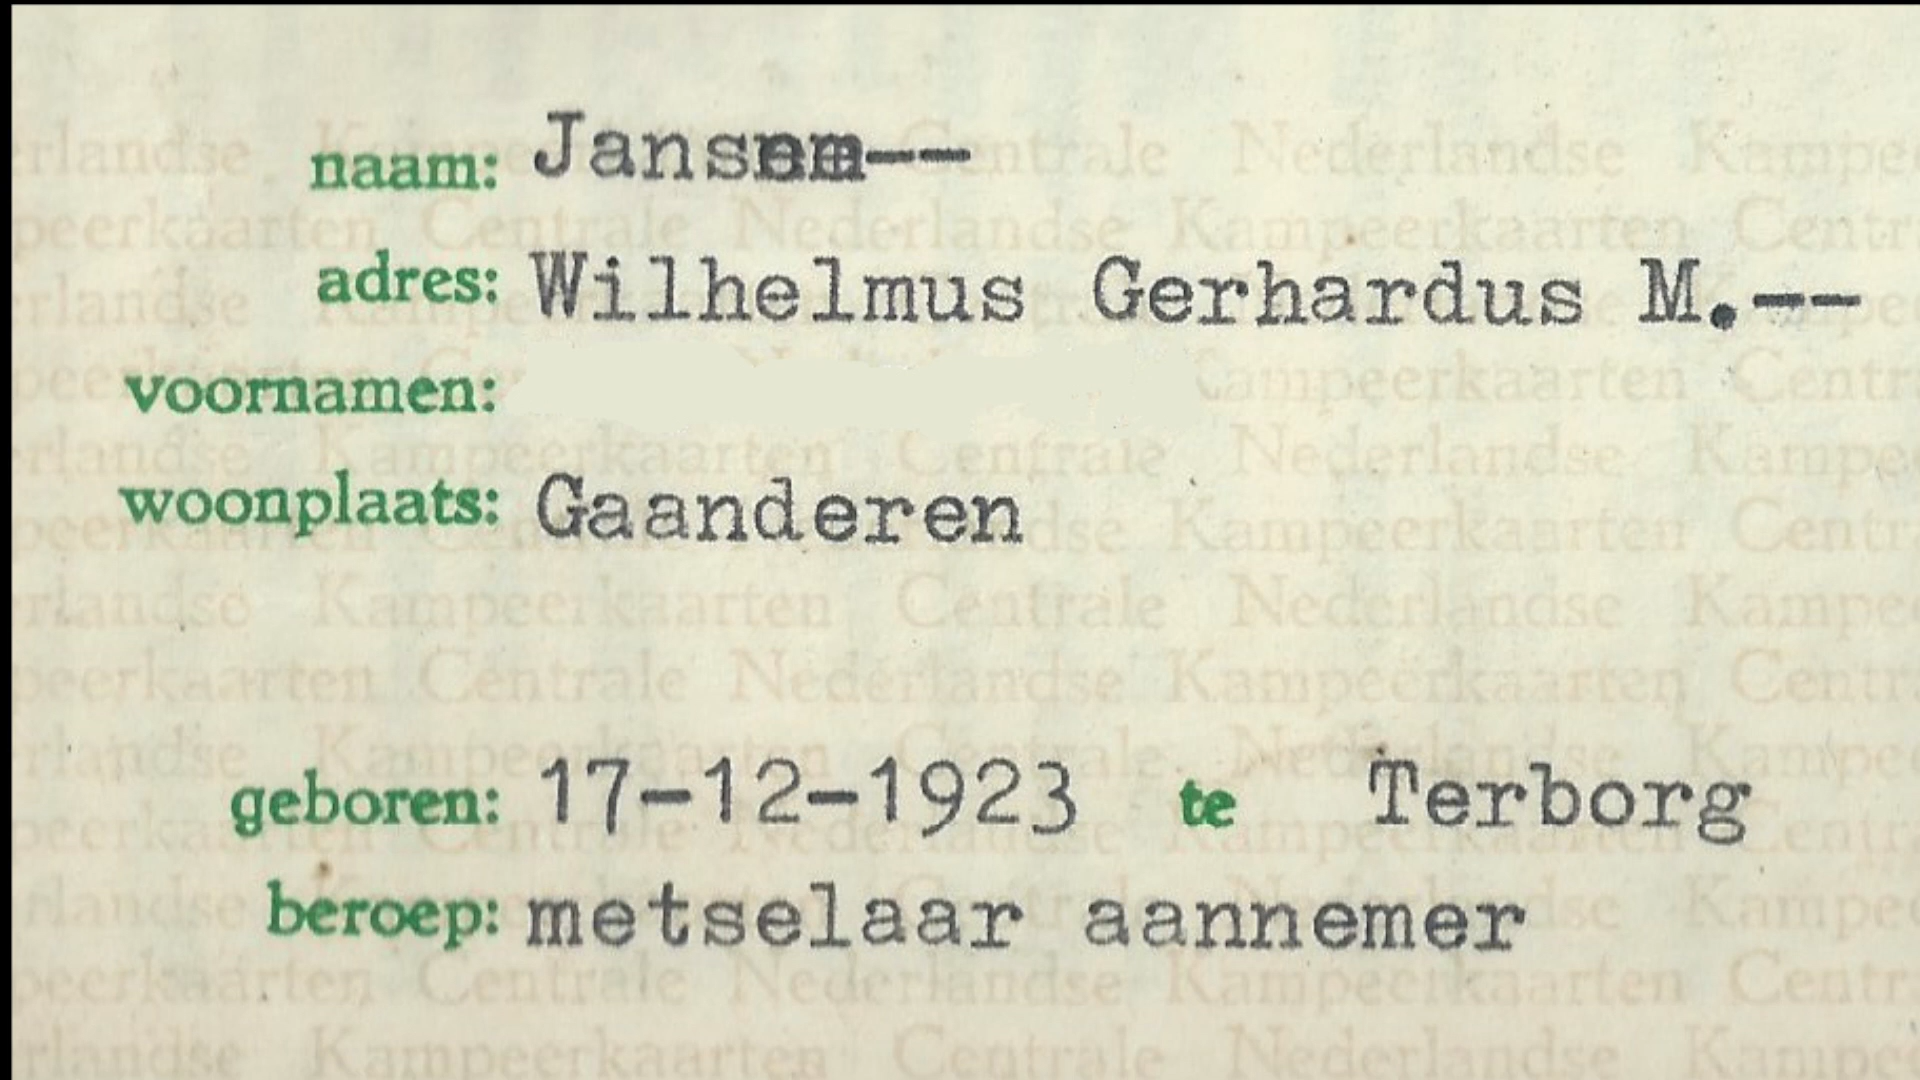 naam: Jansen--
adres: Wilhelmus Gerhardus M.--
voornamen:
woonplaats: Gaanderen
geboren: 17-12-1923 te Terborg
beroep: metselaar aannemer